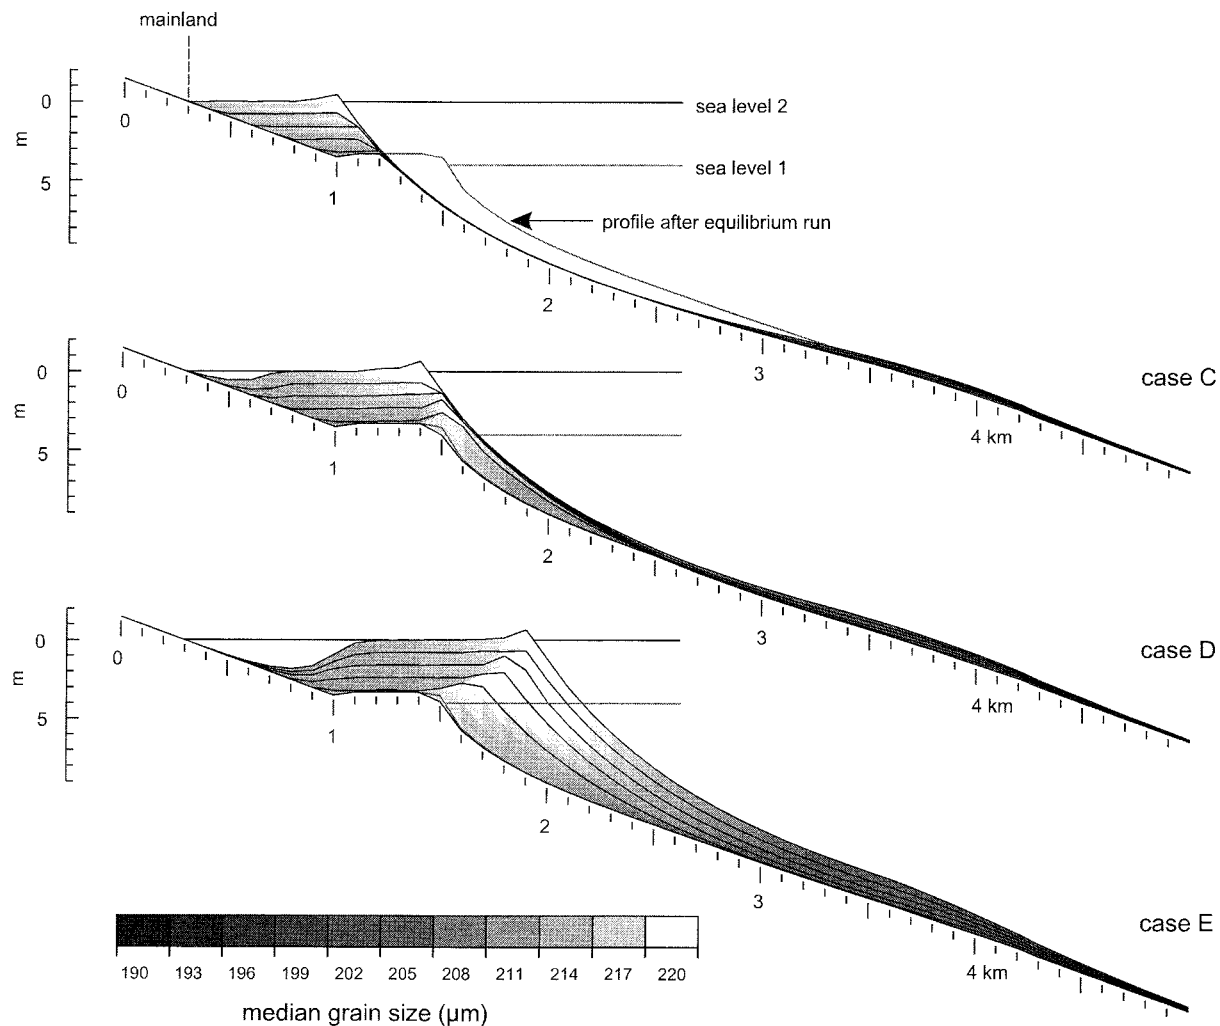 mainland
0
m
5
0
1
2
3
4 km
sea level 2
sea level 1
profile after equilibrium run
case C
0
m
5
0
1
2
3
4 km
case D
0
m
5
0
1
2
3
4 km
case E
190 193 196 199 202 205 208 211 214 217 220
median grain size (µm)